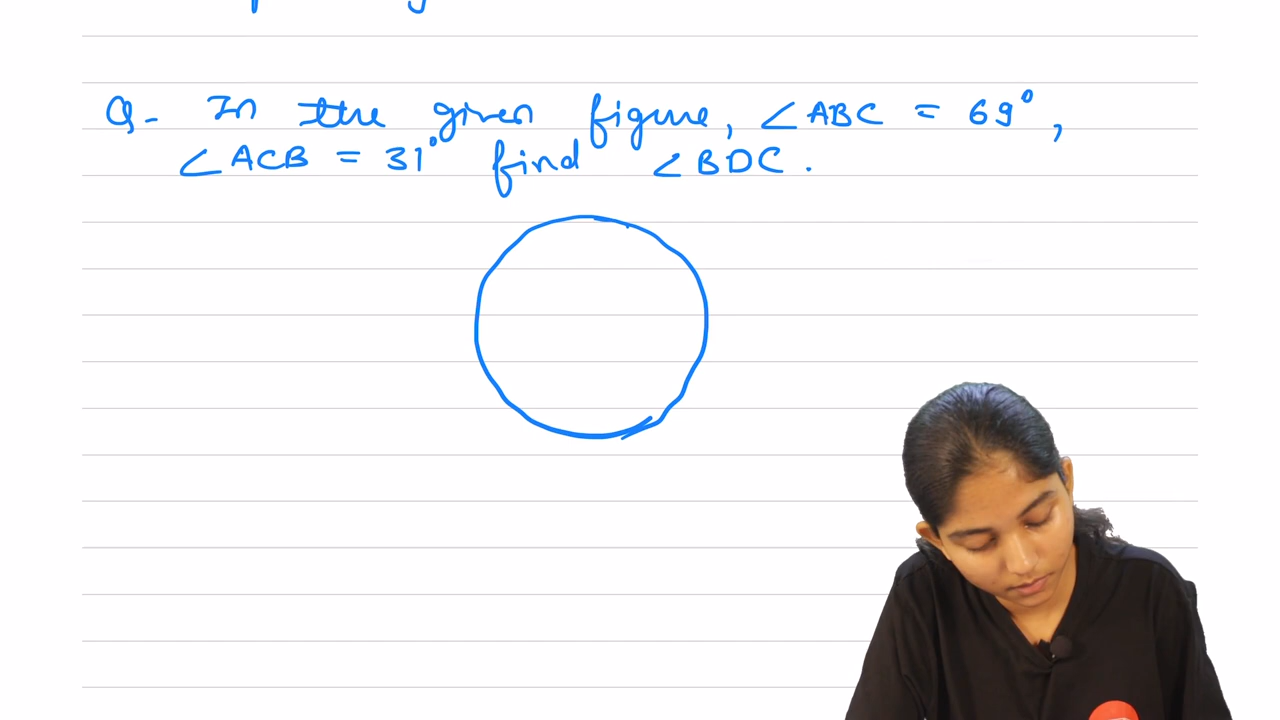 Q- In the given figure, ∠ABC = 69°,
∠ACB = 31° find ∠BDC.